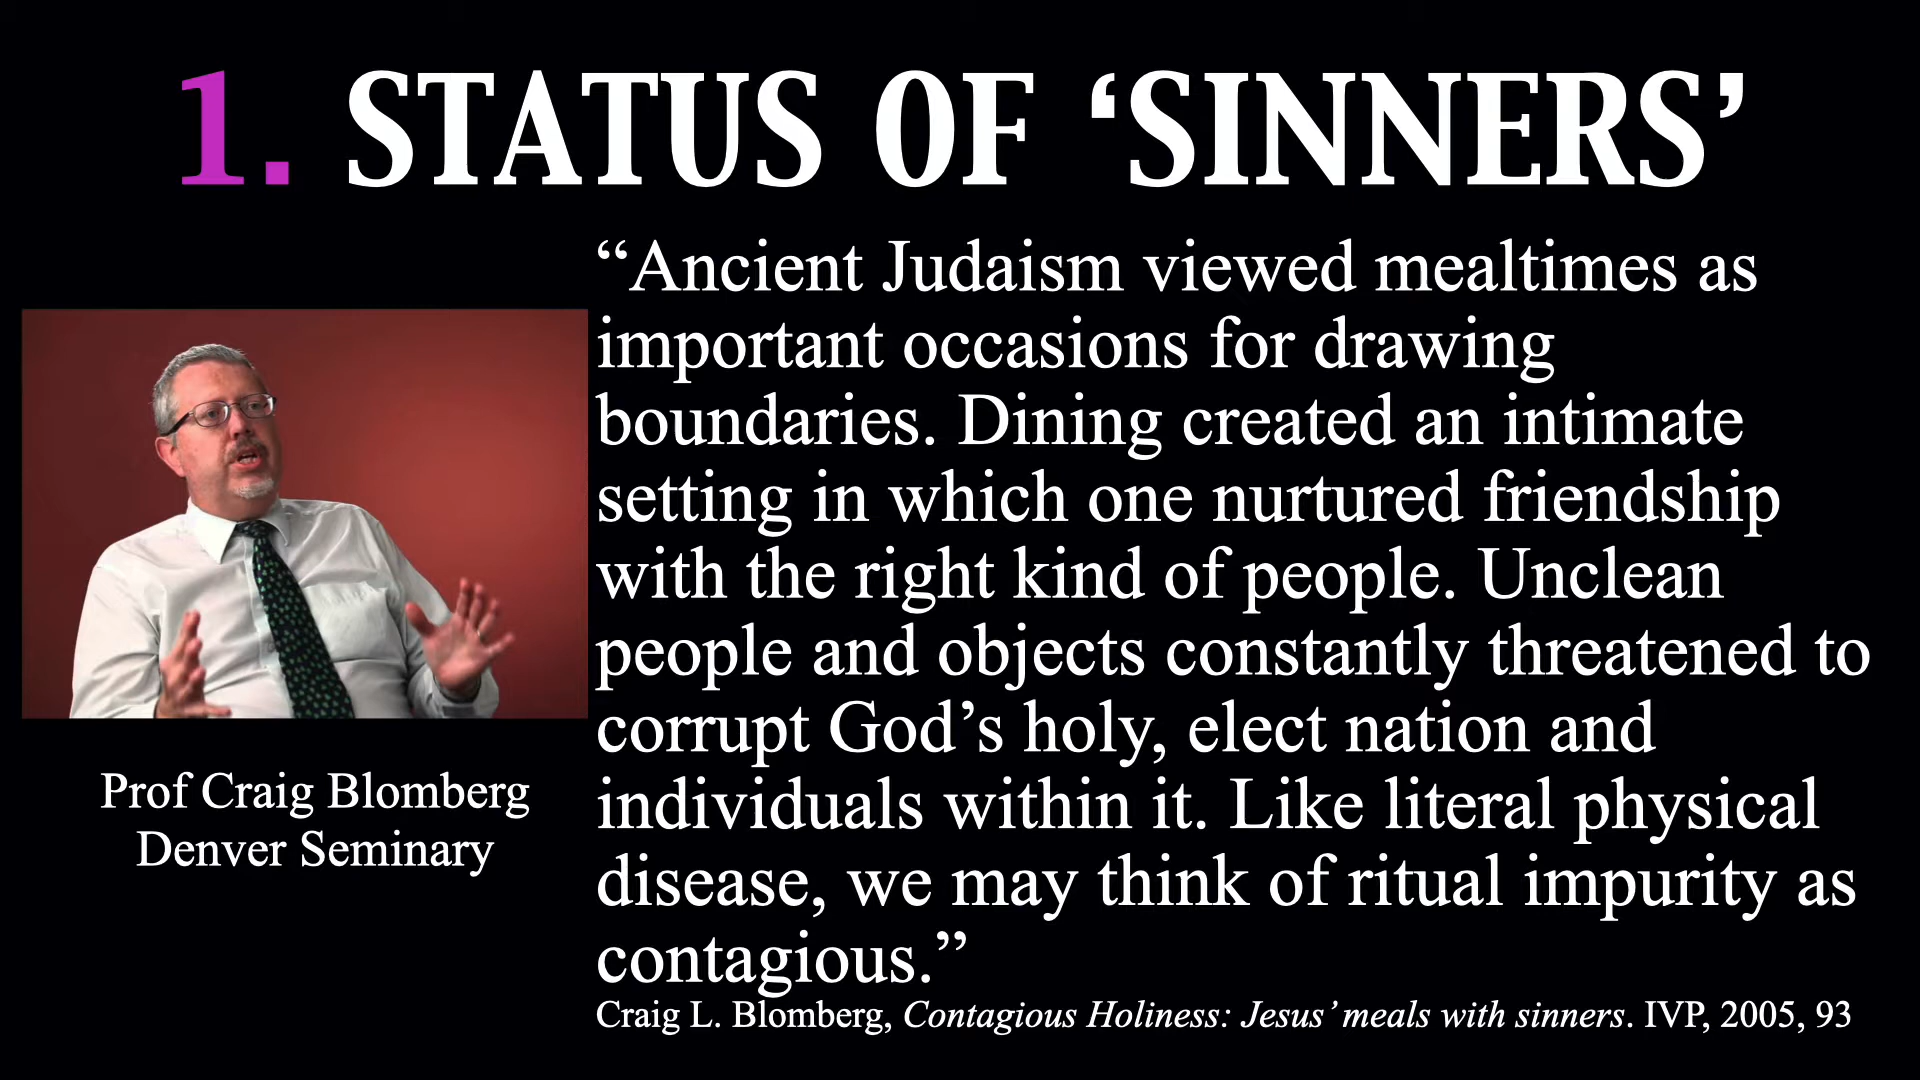 1. STATUS OF ‘SINNERS’
“Ancient Judaism viewed mealtimes as
important occasions for drawing
boundaries. Dining created an intimate
setting in which one nurtured friendship
with the right kind of people. Unclean
people and objects constantly threatened to
corrupt God’s holy, elect nation and
individuals within it. Like literal physical
disease, we may think of ritual impurity as
contagious.”
Craig L. Blomberg, Contagious Holiness: Jesus’ meals with sinners. IVP, 2005, 93
Prof Craig Blomberg
Denver Seminary